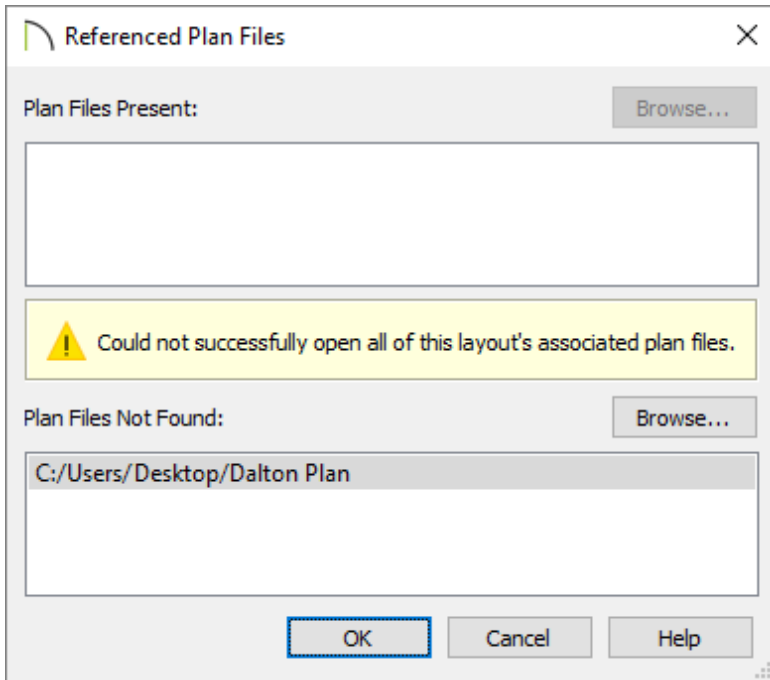 Referenced Plan Files
Plan Files Present:
Browse...
Could not successfully open all of this layout's associated plan files.
Plan Files Not Found:
Browse...
C:/Users/Desktop/Dalton Plan
OK
Cancel
Help